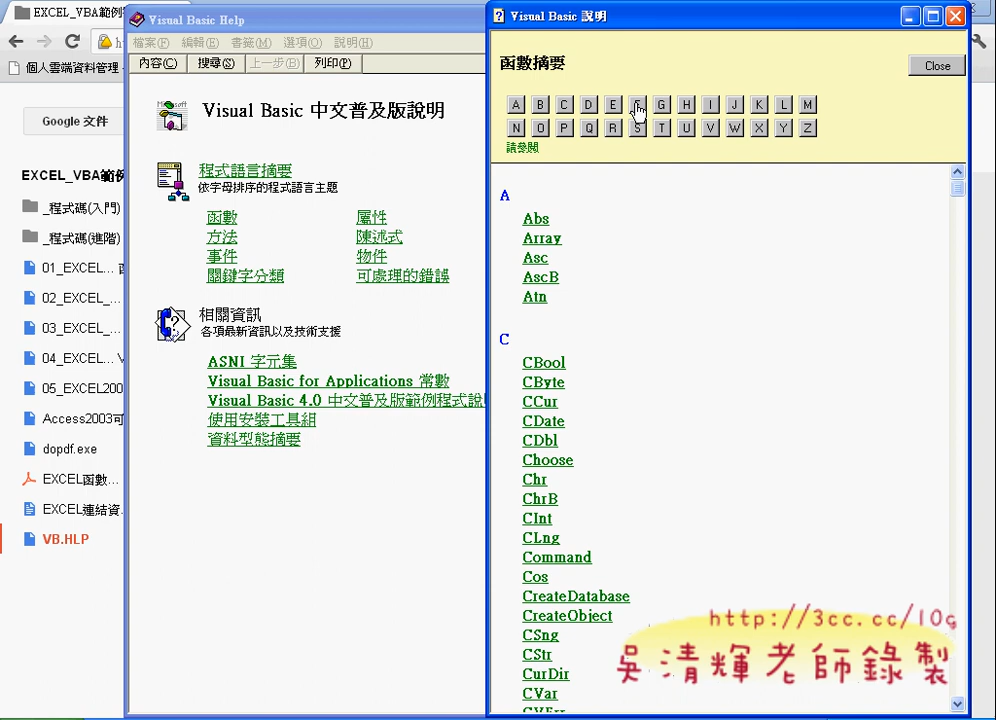 EXCEL_VBA範例
個人雲端資料管理
Google 文件
EXCEL_VBA範例
_程式碼(入門)
_程式碼(進階)
01_EXCEL...
02_EXCEL_...
03_EXCEL_...
04_EXCEL...
05_EXCEL200
Access2003可
dopdf.exe
EXCEL函數...
EXCEL連結資.
VB.HLP
Visual Basic Help
檔案(F) 編輯(E) 書籤(M) 選項(O) 說明(H)
內容(C) 搜尋(S) 上一步(B) 列印(P)
Visual Basic 中文普及版說明
程式語言摘要
依字母排序的程式語言主題
函數 屬性
方法 陳述式
事件 物件
關鍵字分類 可處理的錯誤
相關資訊
各項最新資訊以及技術支援
ASNI 字元集
Visual Basic for Applications 常數
Visual Basic 4.0 中文普及版範例程式說
使用安裝工具組
資料型態摘要
Visual Basic 說明
函數摘要
Close
A B C D E F G H I J K L M
N O P Q R S T U V W X Y Z
請參閱
A
Abs
Array
Asc
AscB
Atn
C
CBool
CByte
CCur
CDate
CDbl
Choose
Chr
ChrB
CInt
CLng
Command
Cos
CreateDatabase
CreateObject
CSng
CStr
CurDir
CVar
CVErr
http://3cc.cc/10g
吳清輝老師錄製